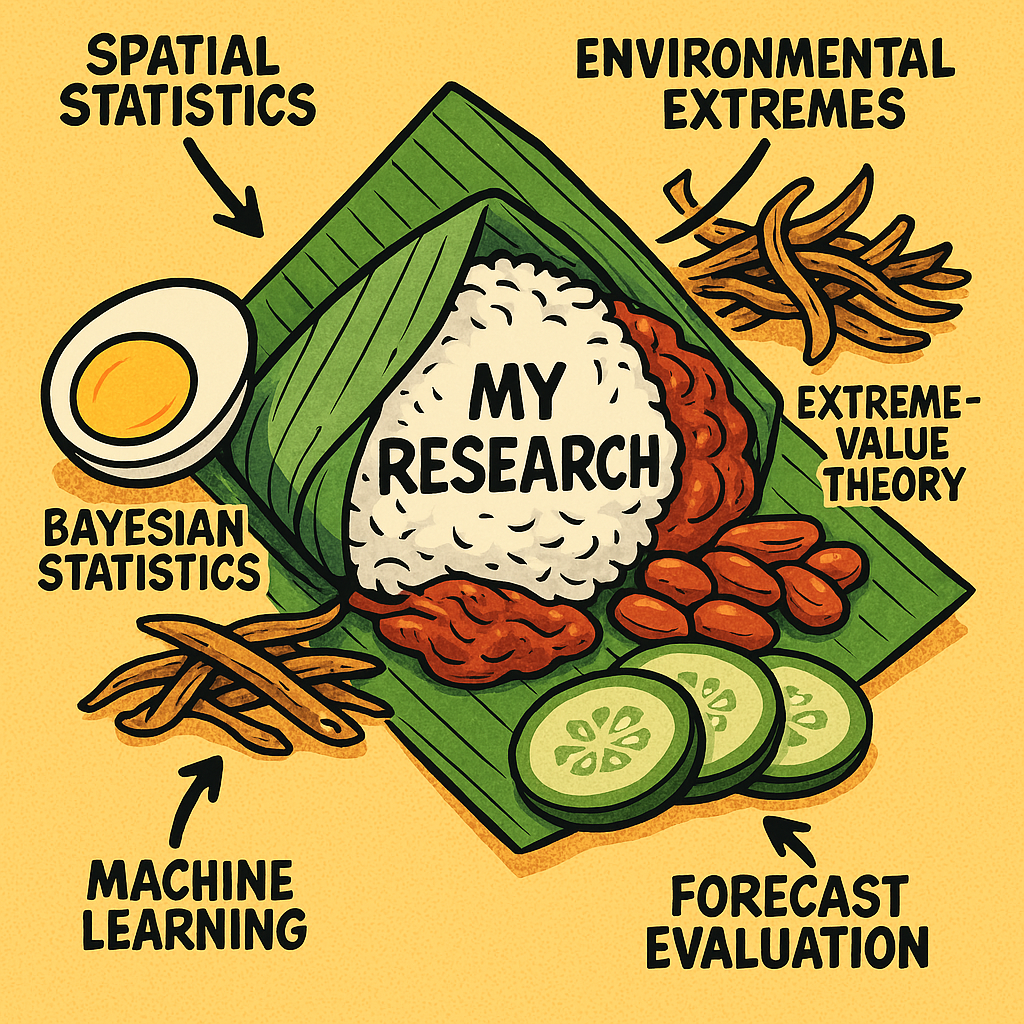 SPATIAL
STATISTICS
ENVIRONMENTAL
EXTREMES
MY
RESEARCH
EXTREME-
VALUE
THEORY
BAYESIAN
STATISTICS
MACHINE
LEARNING
FORECAST
EVALUATION